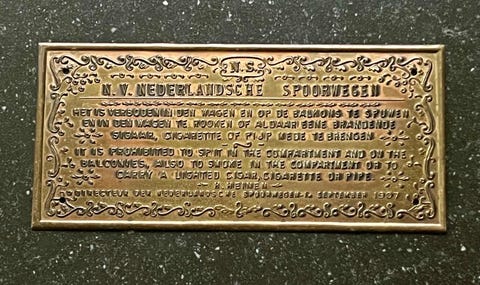 N.S.
N.V. NEDERLANDSCHE SPOORWEGEN
HET IS VERBODEN IN DEN WAGEN EN OP DE BALKONS TE SPUWEN
EN IN DEN WAGEN TE ROOKEN OF ALDAAR EENE BRANDENDE
SIGAAR, CIGARETTE OF PIJP MEDE TE BRENGEN
IT IS PROHIBITED TO SPIT IN THE COMPARTMENT AND ON THE
BALCONIES, ALSO TO SMOKE IN THE COMPARTMENT OR TO
CARRY A LIGHTED CIGAR, CIGARETTE OR PIPE.
R. MEINEN
DIRECTEUR DER NEDERLANDSCHE SPOORWEGEN SEPTEMBER